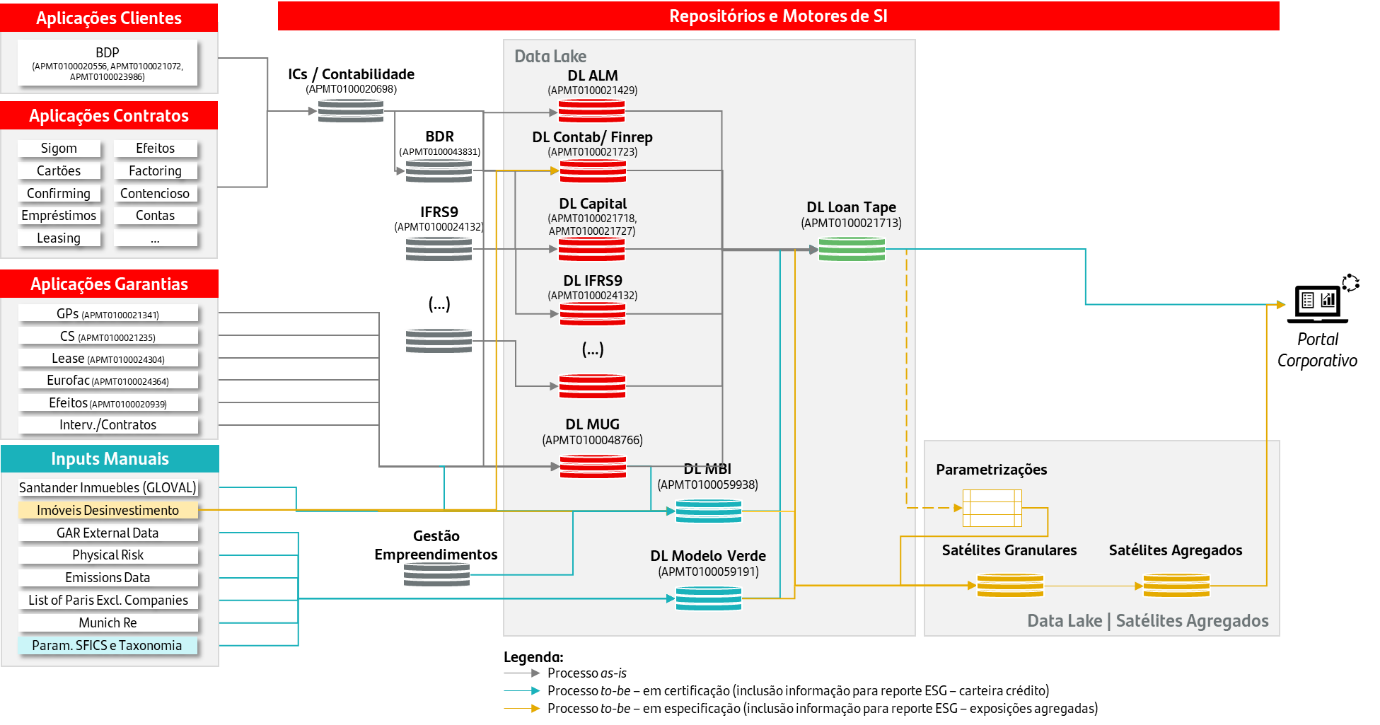 Aplicações Clientes
BDP
(APMT0100020556, APMT0100021072,
APMT0100023986)
Aplicações Contratos
Sigom
Efeitos
Cartões
Factoring
Confirming
Contencioso
Empréstimos
Contas
Leasing
...
Aplicações Garantias
GPs (APMT0100021341)
CS (APMT0100021235)
Lease (APMT0100024304)
Eurofac (APMT0100024364)
Efeitos (APMT0100020939)
Interv./Contratos
Inputs Manuais
Santander Inmuebles (GLOVAL)
Imóveis Desinvestimento
GAR External Data
Physical Risk
Emissions Data
List of Paris Excl. Companies
Munich Re
Param. SFICS e Taxonomia
Repositórios e Motores de SI
ICs / Contabilidade
(APMT0100020698)
BDR
(APMT0100043831)
IFRS9
(APMT0100024132)
(...)
Gestão
Empreendimentos
Data Lake
DL ALM
(APMT0100021429)
DL Contab/ Finrep
(APMT0100021723)
DL Capital
(APMT0100021718,
APMT0100021727)
DL IFRS9
(APMT0100024132)
(...)
DL MUG
(APMT0100048766)
DL MBI
(APMT0100059938)
DL Modelo Verde
(APMT0100059191)
DL Loan Tape
(APMT0100021713)
Parametrizações
Satélites Granulares
Satélites Agregados
Data Lake | Satélites Agregados
Portal
Corporativo
Legenda:
Processo as-is
Processo to-be – em certificação (inclusão informação para reporte ESG – carteira crédito)
Processo to-be – em especificação (inclusão informação para reporte ESG – exposições agregadas)